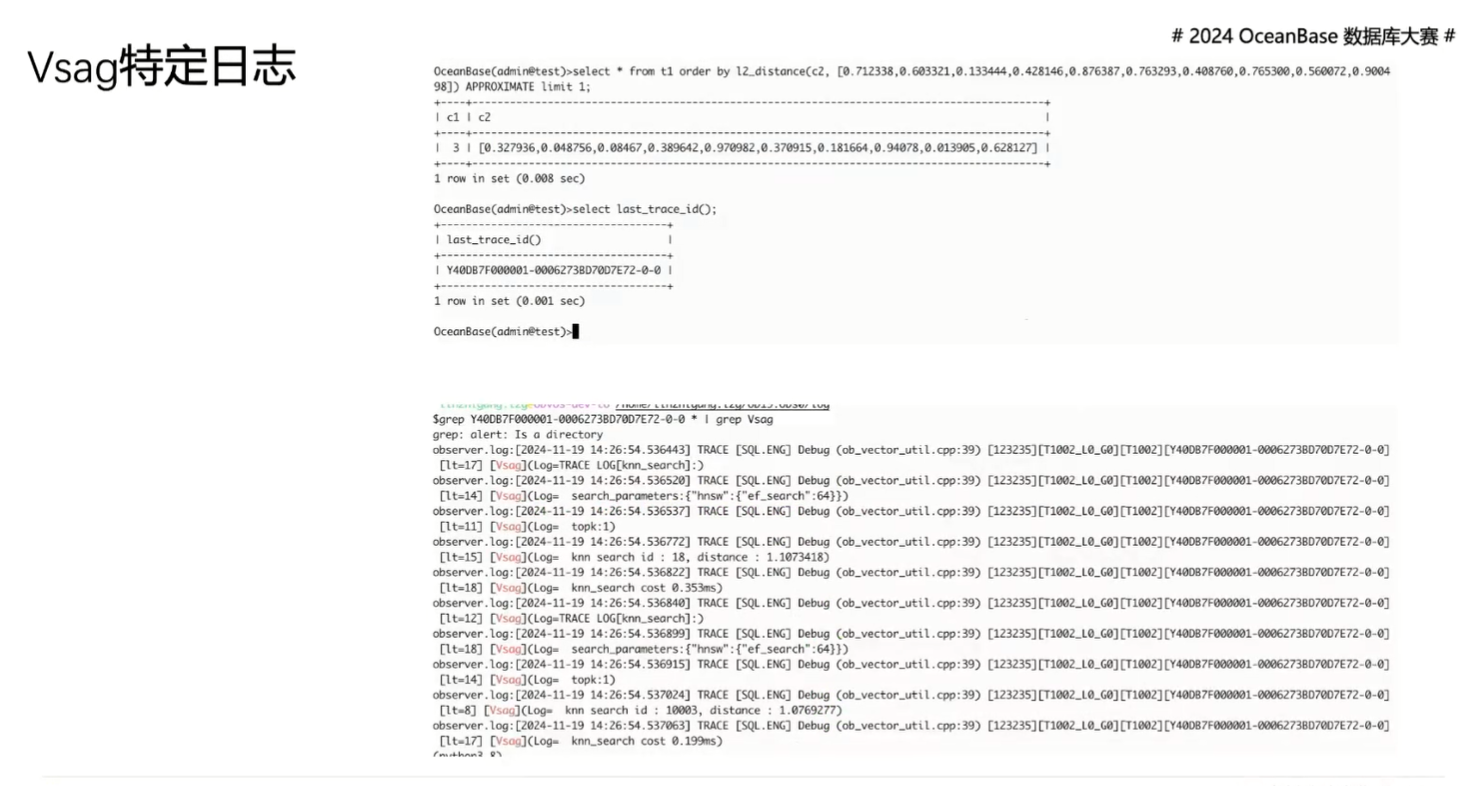 # 2024 OceanBase 数据库大赛 #
Vsag特定日志
OceanBase(admin@test)>select * from t1 order by l2_distance(c2, [0.712338,0.603321,0.133444,0.428146,0.876387,0.763293,0.408760,0.765300,0.560072,0.9004
98]) APPROXIMATE limit 1;
+----+-----------------------------------------------------------------------------------------+
| c1 | c2 |
+----+-----------------------------------------------------------------------------------------+
| 3 | [0.327936,0.048756,0.08467,0.389642,0.970982,0.370915,0.181664,0.94078,0.013905,0.628127] |
+----+-----------------------------------------------------------------------------------------+
1 row in set (0.008 sec)
OceanBase(admin@test)>select last_trace_id();
+-----------------------------------+
| last_trace_id() |
+-----------------------------------+
| Y40DB7F000001-0006273BD70D7E72-0-0 |
+-----------------------------------+
1 row in set (0.001 sec)
OceanBase(admin@test)>
$grep Y40DB7F000001-0006273BD70D7E72-0-0 * | grep Vsag
grep: alert: Is a directory
observer.log:[2024-11-19 14:26:54.536443] TRACE [SQL.ENG] Debug (ob_vector_util.cpp:39) [123235][T1002_L0_G0][T1002][Y40DB7F000001-0006273BD70D7E72-0-0]
[lt=17] [Vsag](Log=TRACE LOG[knn_search]:)
observer.log:[2024-11-19 14:26:54.536520] TRACE [SQL.ENG] Debug (ob_vector_util.cpp:39) [123235][T1002_L0_G0][T1002][Y40DB7F000001-0006273BD70D7E72-0-0]
[lt=14] [Vsag](Log= search_parameters:{"hnsw":{"ef_search":64}})
observer.log:[2024-11-19 14:26:54.536537] TRACE [SQL.ENG] Debug (ob_vector_util.cpp:39) [123235][T1002_L0_G0][T1002][Y40DB7F000001-0006273BD70D7E72-0-0]
[lt=11] [Vsag](Log= topk:1)
observer.log:[2024-11-19 14:26:54.536772] TRACE [SQL.ENG] Debug (ob_vector_util.cpp:39) [123235][T1002_L0_G0][T1002][Y40DB7F000001-0006273BD70D7E72-0-0]
[lt=15] [Vsag](Log= knn search id : 18, distance : 1.1073418)
observer.log:[2024-11-19 14:26:54.536822] TRACE [SQL.ENG] Debug (ob_vector_util.cpp:39) [123235][T1002_L0_G0][T1002][Y40DB7F000001-0006273BD70D7E72-0-0]
[lt=18] [Vsag](Log= knn_search cost 0.353ms)
observer.log:[2024-11-19 14:26:54.536840] TRACE [SQL.ENG] Debug (ob_vector_util.cpp:39) [123235][T1002_L0_G0][T1002][Y40DB7F000001-0006273BD70D7E72-0-0]
[lt=12] [Vsag](Log=TRACE LOG[knn_search]:)
observer.log:[2024-11-19 14:26:54.536899] TRACE [SQL.ENG] Debug (ob_vector_util.cpp:39) [123235][T1002_L0_G0][T1002][Y40DB7F000001-0006273BD70D7E72-0-0]
[lt=18] [Vsag](Log= search_parameters:{"hnsw":{"ef_search":64}})
observer.log:[2024-11-19 14:26:54.536915] TRACE [SQL.ENG] Debug (ob_vector_util.cpp:39) [123235][T1002_L0_G0][T1002][Y40DB7F000001-0006273BD70D7E72-0-0]
[lt=14] [Vsag](Log= topk:1)
observer.log:[2024-11-19 14:26:54.537024] TRACE [SQL.ENG] Debug (ob_vector_util.cpp:39) [123235][T1002_L0_G0][T1002][Y40DB7F000001-0006273BD70D7E72-0-0]
[lt=8] [Vsag](Log= knn search id : 10003, distance : 1.0769277)
observer.log:[2024-11-19 14:26:54.537063] TRACE [SQL.ENG] Debug (ob_vector_util.cpp:39) [123235][T1002_L0_G0][T1002][Y40DB7F000001-0006273BD70D7E72-0-0]
[lt=17] [Vsag](Log= knn_search cost 0.199ms)